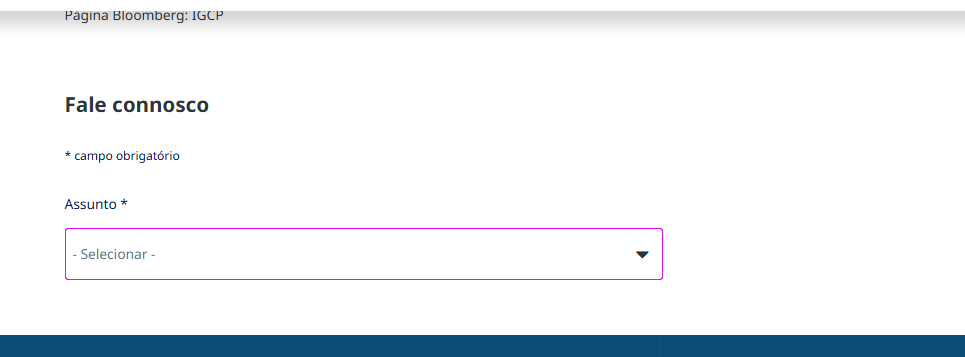 Página Bloomberg: IGCP
Fale connosco
* campo obrigatório
Assunto *
- Selecionar -